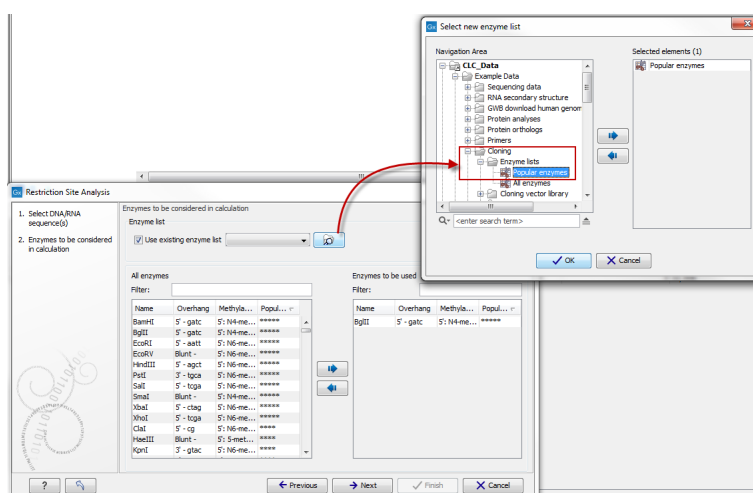 Select new enzyme list
Navigation Area
CLC_Data
Example Data
Sequencing data
RNA secondary structure
GWB download human genom
Protein analyses
Protein orthologs
Primers
Cloning
Enzyme lists
Popular enzymes
All enzymes
Cloning vector library
<enter search term>
Selected elements (1)
Popular enzymes
OK
Cancel
Restriction Site Analysis
1. Select DNA/RNA
sequence(s)
2. Enzymes to be considered
in calculation
Enzymes to be considered in calculation
Enzyme list
Use existing enzyme list
All enzymes
Filter:
Name Overhang Methyla... Popul...
BamHI 5' - gatc 5': N4-me... *****
BglII 5' - gatc 5': N4-me... *****
EcoRI 5' - aatt 5': N6-me... *****
EcoRV Blunt - 5': N6-me... *****
HindIII 5' - agct 5': N6-me... *****
PstI 3' - tgca 5': N6-me... *****
SalI 5' - tcga 5': N6-me... *****
SmaI Blunt - 5': N4-me... *****
XbaI 5' - ctag 5': N6-me... *****
XhoI 5' - tcga 5': N6-me... *****
ClaI 5' - cg 5': N6-me... ****
HaeIII Blunt - 5': 5-met... ****
KpnI 3' - gtac 5': N6-me... ****
Enzymes to be used
Filter:
Name Overhang Methyla... Popul...
BglII 5' - gatc 5': N4-me... *****
?
Previous
Next
Finish
Cancel